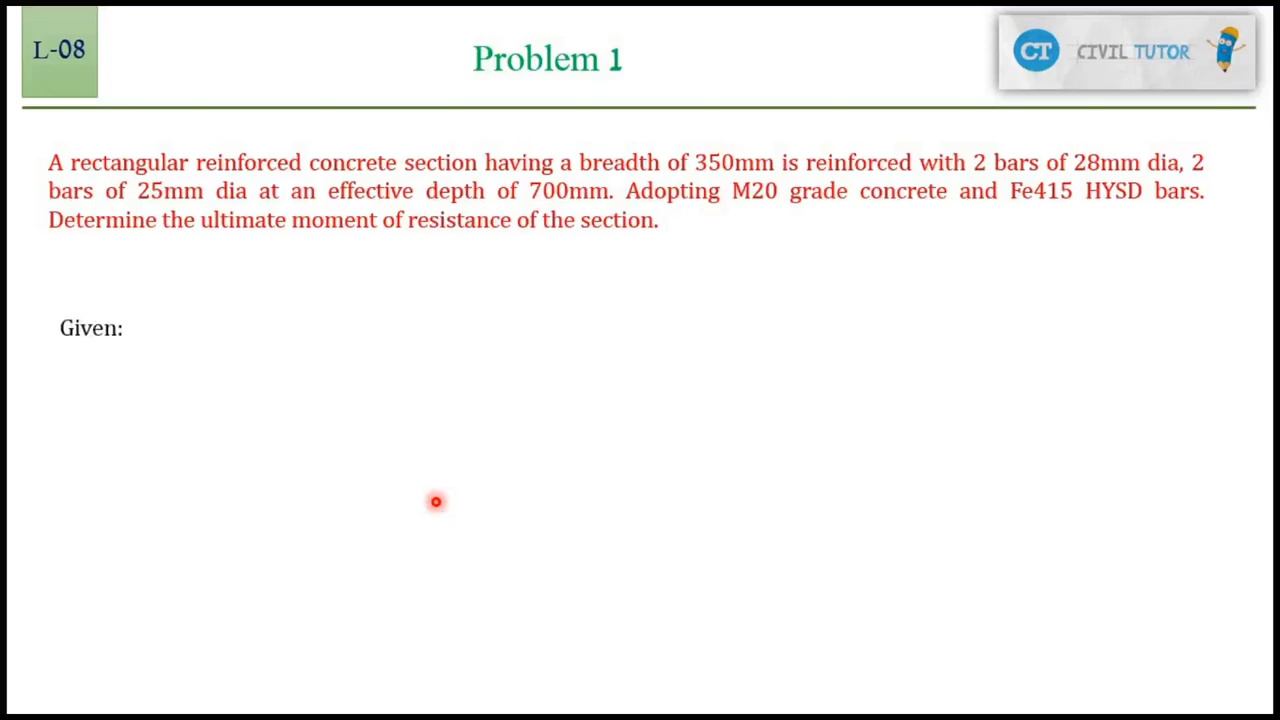 L-08
Problem 1
CT CIVIL TUTOR
A rectangular reinforced concrete section having a breadth of 350mm is reinforced with 2 bars of 28mm dia, 2
bars of 25mm dia at an effective depth of 700mm. Adopting M20 grade concrete and Fe415 HYSD bars.
Determine the ultimate moment of resistance of the section.
Given: